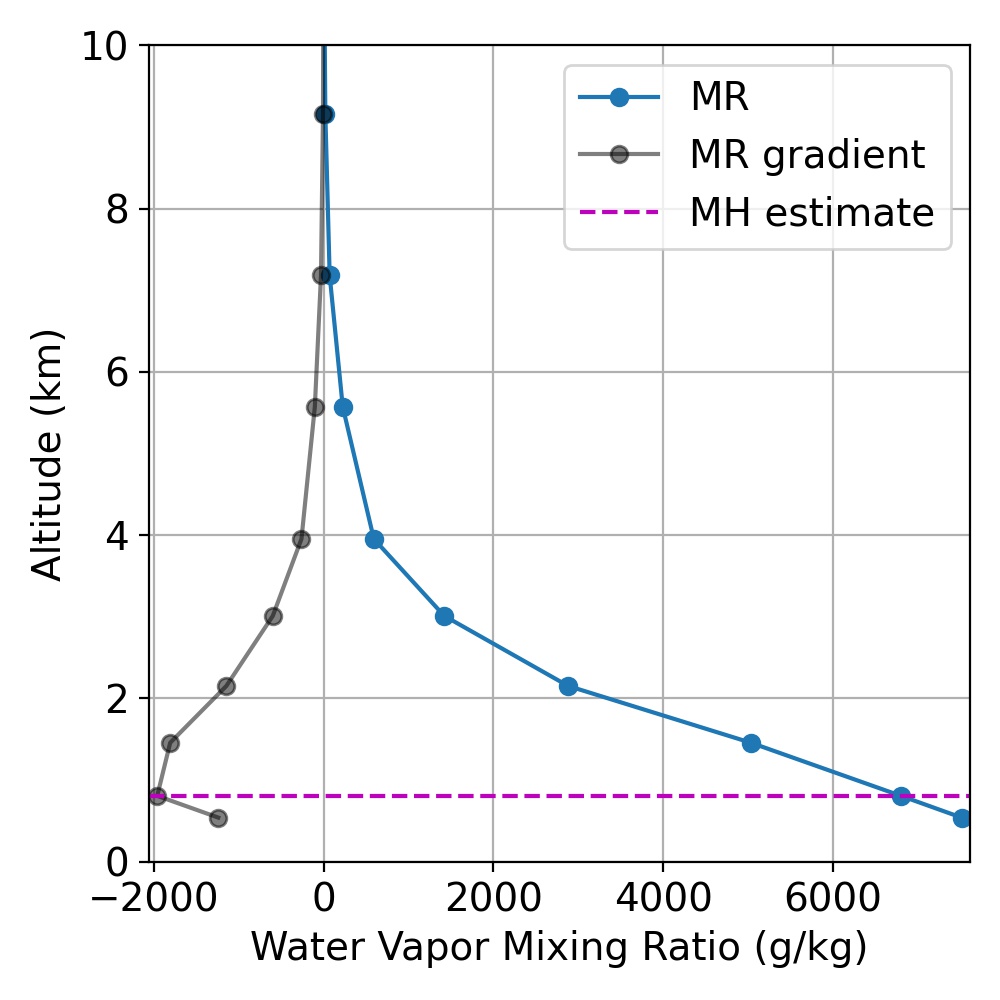 10
8
6
4
2
0
Altitude (km)
MR
MR gradient
MH estimate
−2000 0 2000 4000 6000
Water Vapor Mixing Ratio (g/kg)